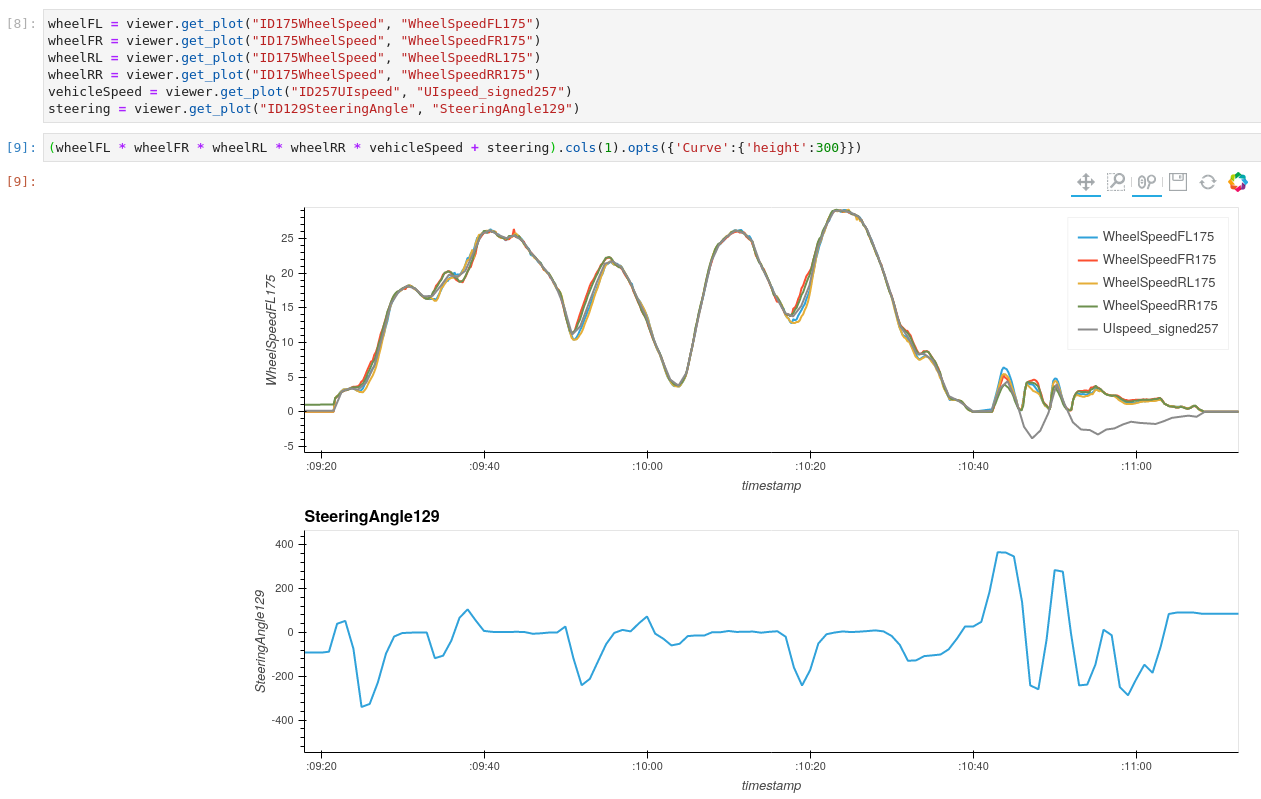 [8]:
wheelFL = viewer.get_plot("ID175WheelSpeed", "WheelSpeedFL175")
wheelFR = viewer.get_plot("ID175WheelSpeed", "WheelSpeedFR175")
wheelRL = viewer.get_plot("ID175WheelSpeed", "WheelSpeedRL175")
wheelRR = viewer.get_plot("ID175WheelSpeed", "WheelSpeedRR175")
vehicleSpeed = viewer.get_plot("ID257UIspeed", "UIspeed_signed257")
steering = viewer.get_plot("ID129SteeringAngle", "SteeringAngle129")
[9]:
(wheelFL * wheelFR * wheelRL * wheelRR * vehicleSpeed + steering).cols(1).opts({'Curve':{'height':300}})
[9]:
WheelSpeedFL175
25
20
15
10
5
0
-5
WheelSpeedFL175
WheelSpeedFR175
WheelSpeedRL175
WheelSpeedRR175
UIspeed_signed257
:09:20 :09:40 :10:00 :10:20 :10:40 :11:00
timestamp
SteeringAngle129
SteeringAngle129
400
200
0
-200
-400
:09:20 :09:40 :10:00 :10:20 :10:40 :11:00
timestamp